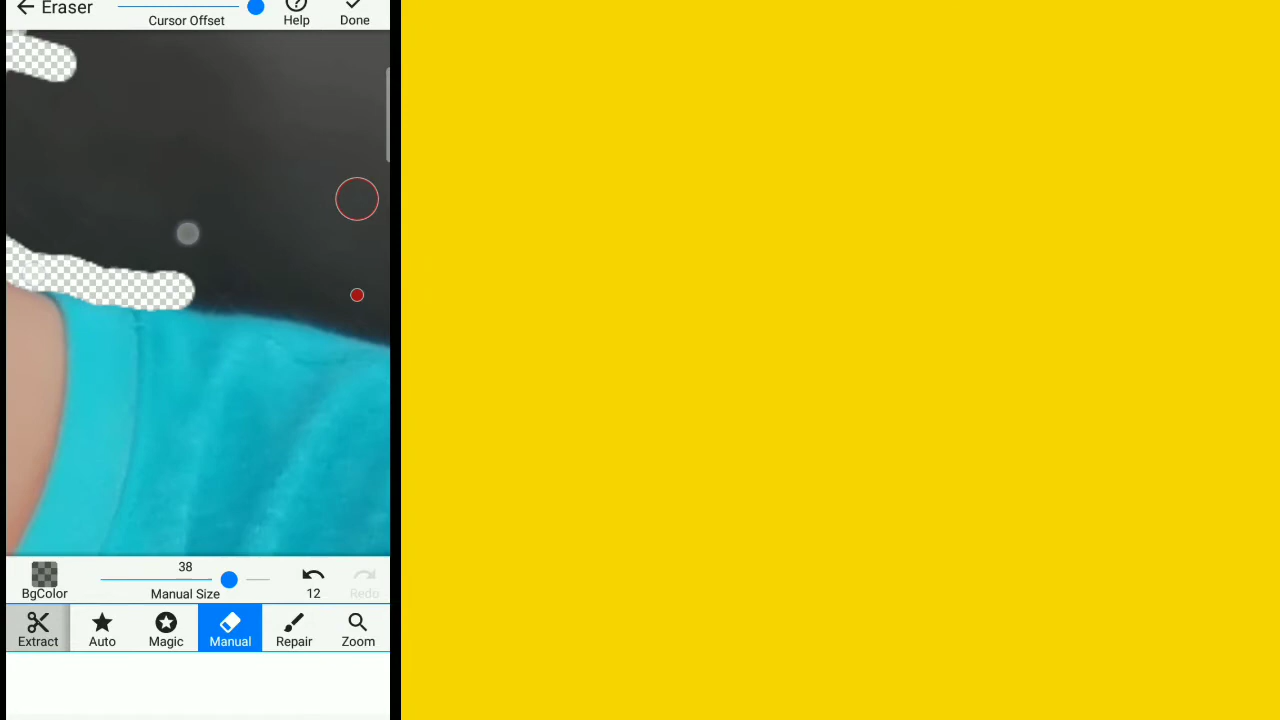 Eraser
Cursor Offset
Help
Done
38
BgColor
Manual Size
12
Redo
Extract
Auto
Magic
Manual
Repair
Zoom